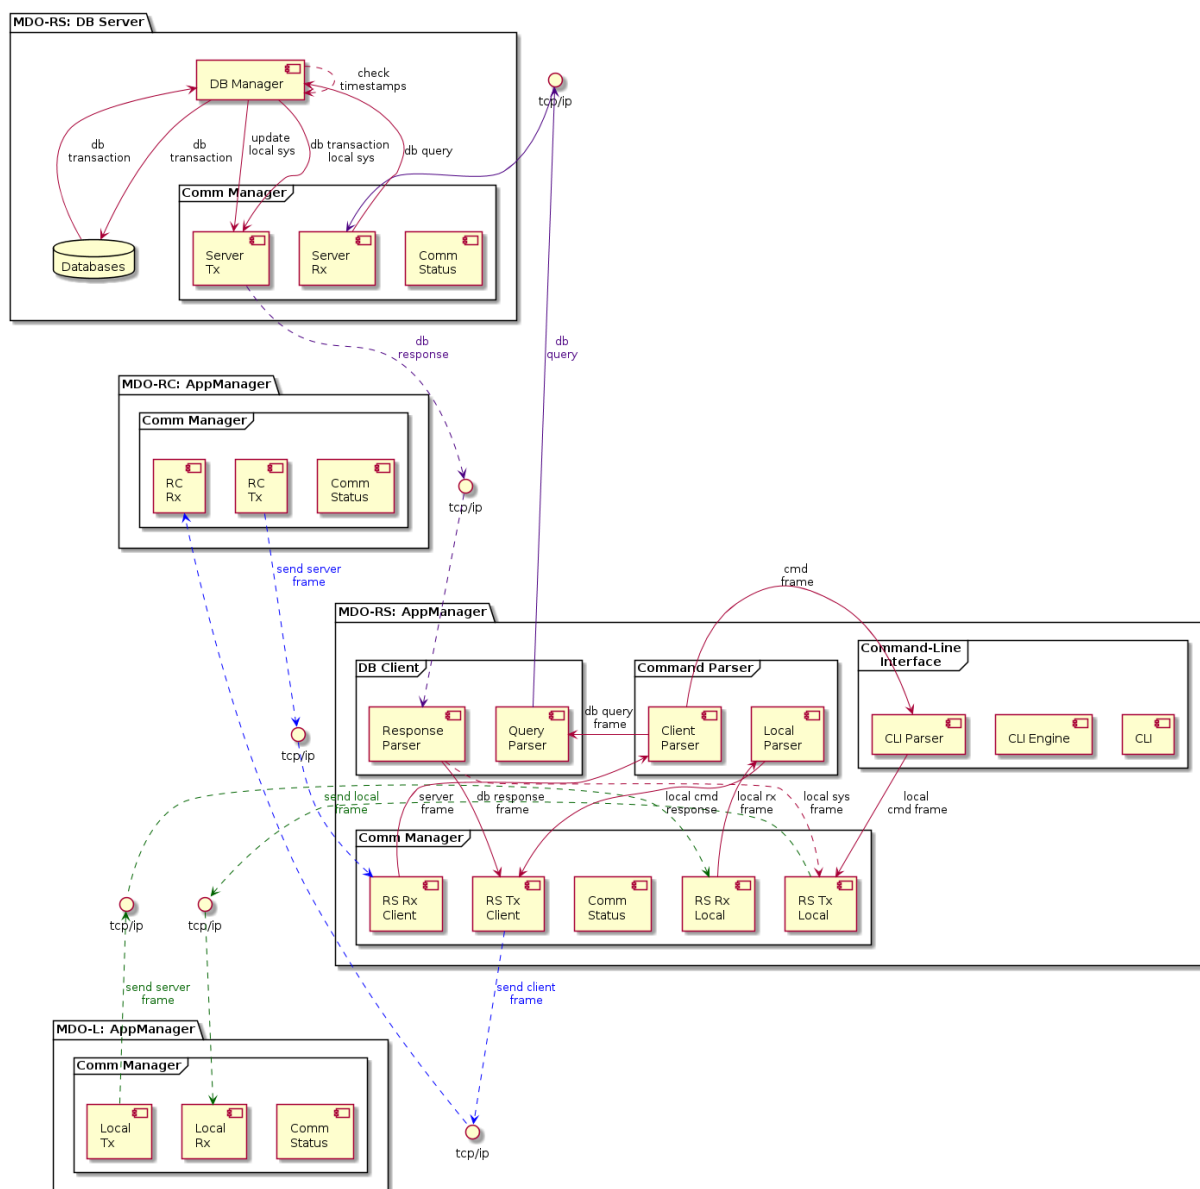 MDO-RS: DB Server
DB Manager
check
timestamps
tcp/ip
db
transaction
db
transaction
update
local sys
db transaction
local sys
db query
Comm Manager
Databases
Server
Tx
Server
Rx
Comm
Status
db
response
db
query
MDO-RC: AppManager
Comm Manager
RC
Rx
RC
Tx
Comm
Status
tcp/ip
send server
frame
cmd
frame
MDO-RS: AppManager
DB Client
Command Parser
Command-Line
Interface
Response
Parser
Query
Parser
db query
frame
Client
Parser
Local
Parser
CLI Parser
CLI Engine
CLI
tcp/ip
send local
frame
server
frame
db response
frame
local cmd
response
local rx
frame
local sys
frame
local
cmd frame
Comm Manager
RS Rx
Client
RS Tx
Client
Comm
Status
RS Rx
Local
RS Tx
Local
tcp/ip
tcp/ip
send server
frame
send client
frame
MDO-L: AppManager
Comm Manager
Local
Tx
Local
Rx
Comm
Status
tcp/ip